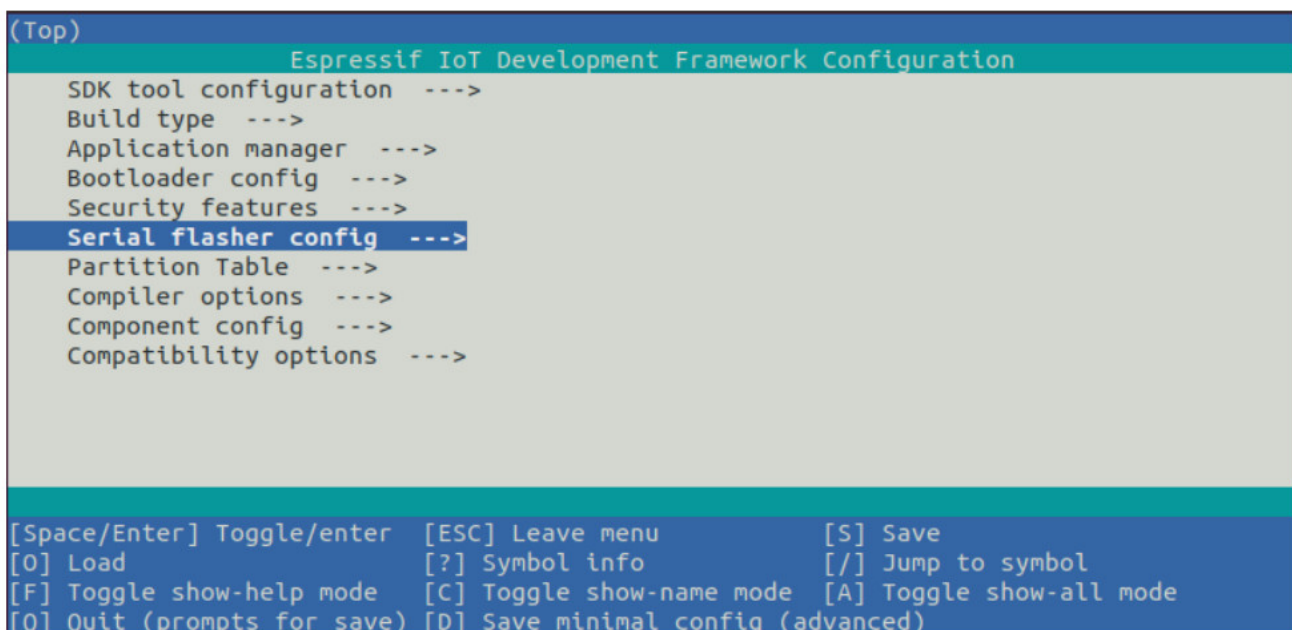 (Top)
Espressif IoT Development Framework Configuration
SDK tool configuration --->
Build type --->
Application manager --->
Bootloader config --->
Security features --->
Serial flasher config --->
Partition Table --->
Compiler options --->
Component config --->
Compatibility options --->
[Space/Enter] Toggle/enter [ESC] Leave menu [S] Save
[O] Load [?] Symbol info [/] Jump to symbol
[F] Toggle show-help mode [C] Toggle show-name mode [A] Toggle show-all mode
[Q] Quit (prompts for save) [D] Save minimal config (advanced)